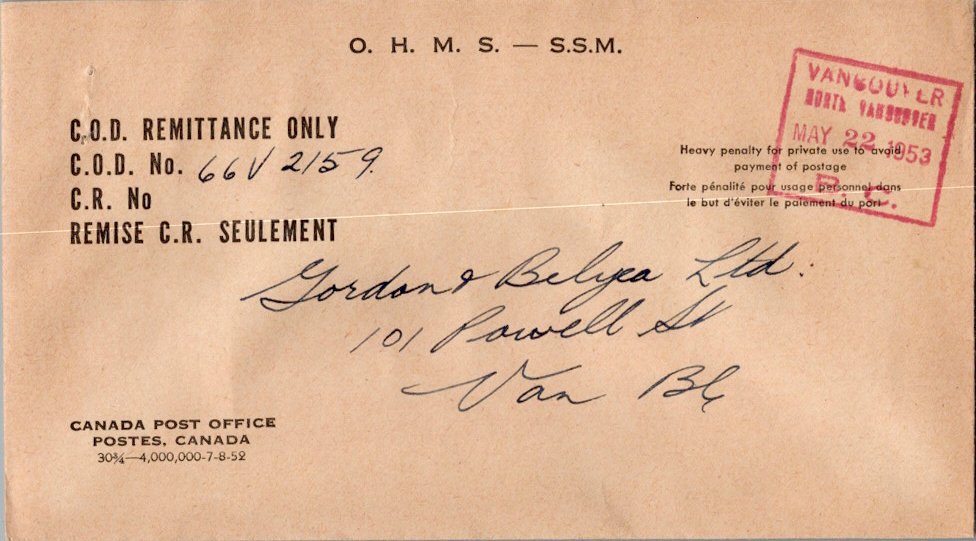 O. H. M. S. — S.S.M.
VANCOUVER
NORTH VANCOUVER
MAY 22 1953
B. C.
C.O.D. REMITTANCE ONLY
C.O.D. No. 66V 2159.
C.R. No
REMISE C.R. SEULEMENT
Heavy penalty for private use to avoid
payment of postage
Forte pénalité pour usage personnel dans
le but d'éviter le paiement du port
Gordon & Belyea Ltd.
101 Powell St
Van BC
CANADA POST OFFICE
POSTES, CANADA
30¾—4,000,000-7-8-52